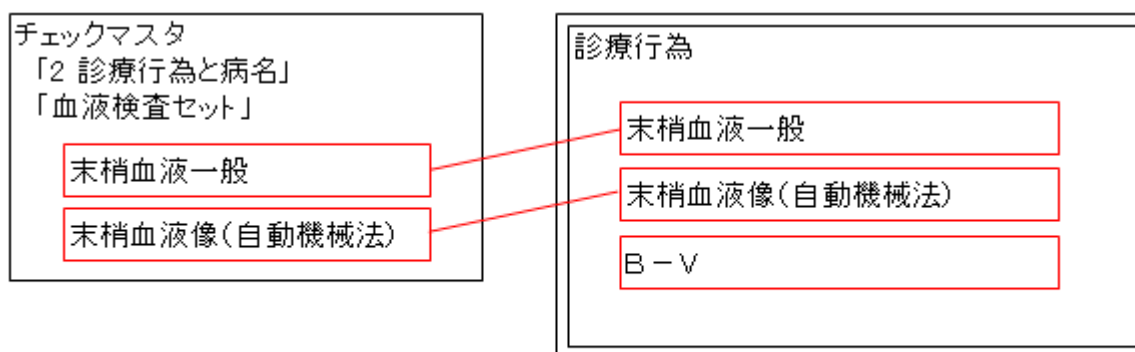 チェックマスタ
「2 診療行為と病名」
「血液検査セット」
末梢血液一般
末梢血液像(自動機械法)
診療行為
末梢血液一般
末梢血液像(自動機械法)
B-V